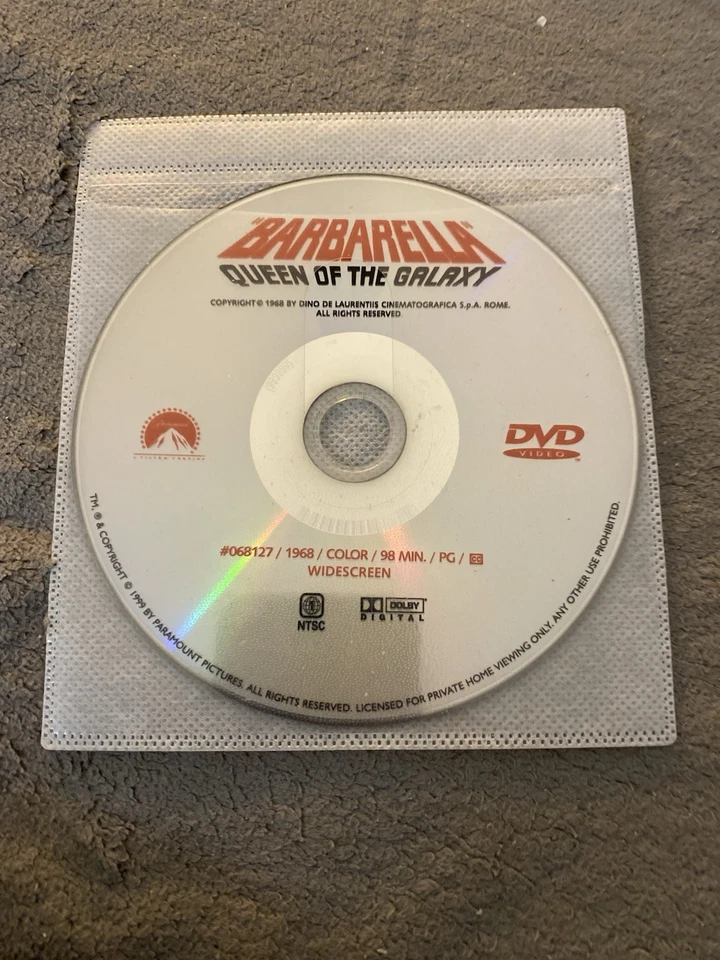 "BARBARELLA"
QUEEN OF THE GALAXY
COPYRIGHT © 1968 BY DINO DE LAURENTIIS CINEMATOGRAFICA S.p.A. ROME.
ALL RIGHTS RESERVED.
Paramount
DVD
VIDEO
#068127 / 1968 / COLOR / 98 MIN. / PG / CC
WIDESCREEN
NTSC
DOLBY
DIGITAL
TM, ® & COPYRIGHT © 1999 BY PARAMOUNT PICTURES. ALL RIGHTS RESERVED. LICENSED FOR PRIVATE HOME VIEWING ONLY. ANY OTHER USE PROHIBITED.